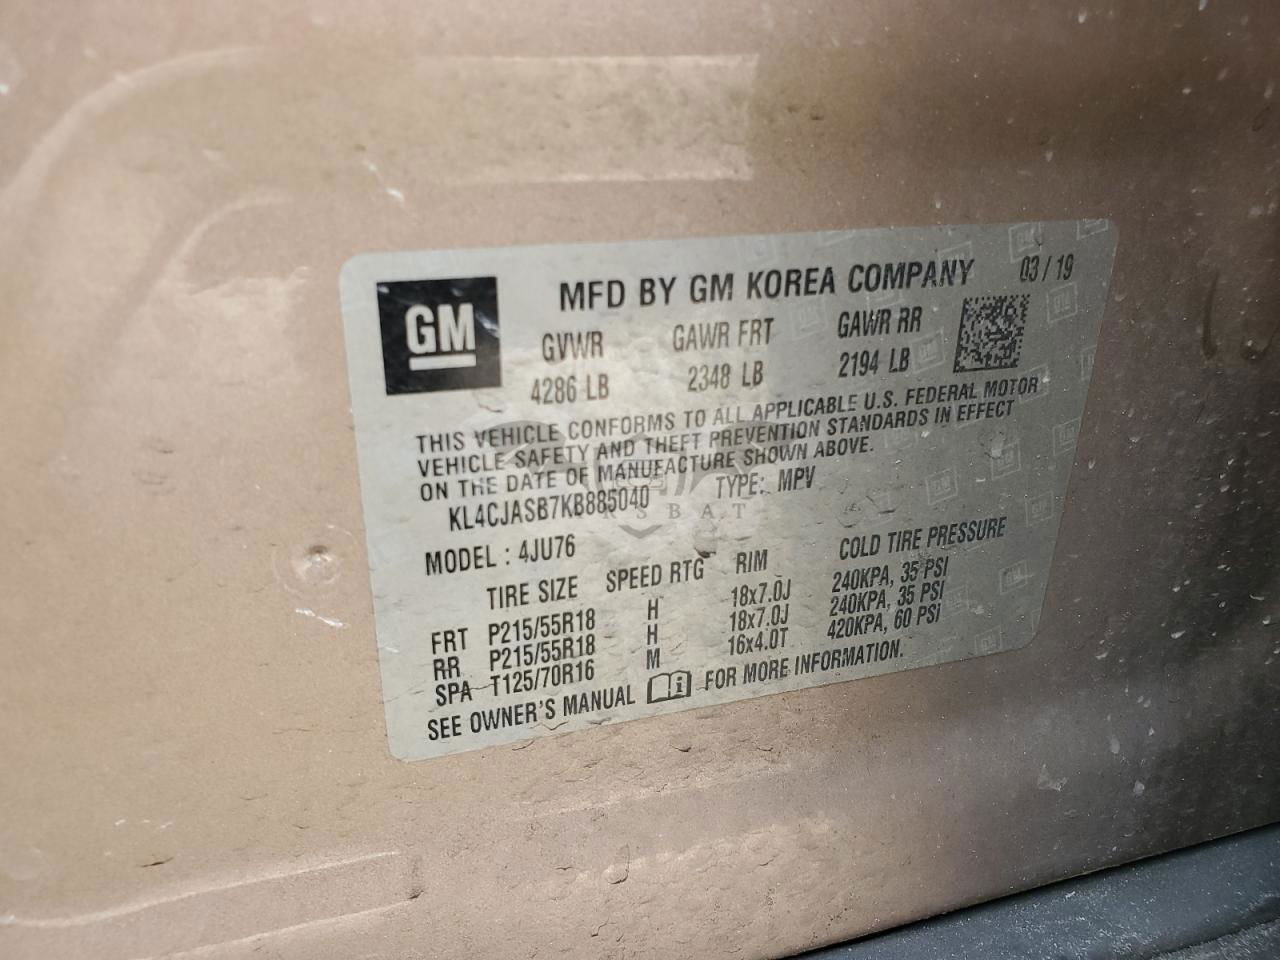 GM
MFD BY GM KOREA COMPANY 03 / 19
GVWR GAWR FRT GAWR RR
4286 LB 2348 LB 2194 LB
THIS VEHICLE CONFORMS TO ALL APPLICABLE U.S. FEDERAL MOTOR
VEHICLE SAFETY AND THEFT PREVENTION STANDARDS IN EFFECT
ON THE DATE OF MANUFACTURE SHOWN ABOVE.
KL4CJASB7KB885040 TYPE: MPV
MODEL : 4JU76
TIRE SIZE SPEED RTG RIM COLD TIRE PRESSURE
FRT P215/55R18 H 18x7.0J 240KPA, 35 PSI
RR P215/55R18 H 18x7.0J 240KPA, 35 PSI
SPA T125/70R16 M 16x4.0T 420KPA, 60 PSI
SEE OWNER'S MANUAL FOR MORE INFORMATION.